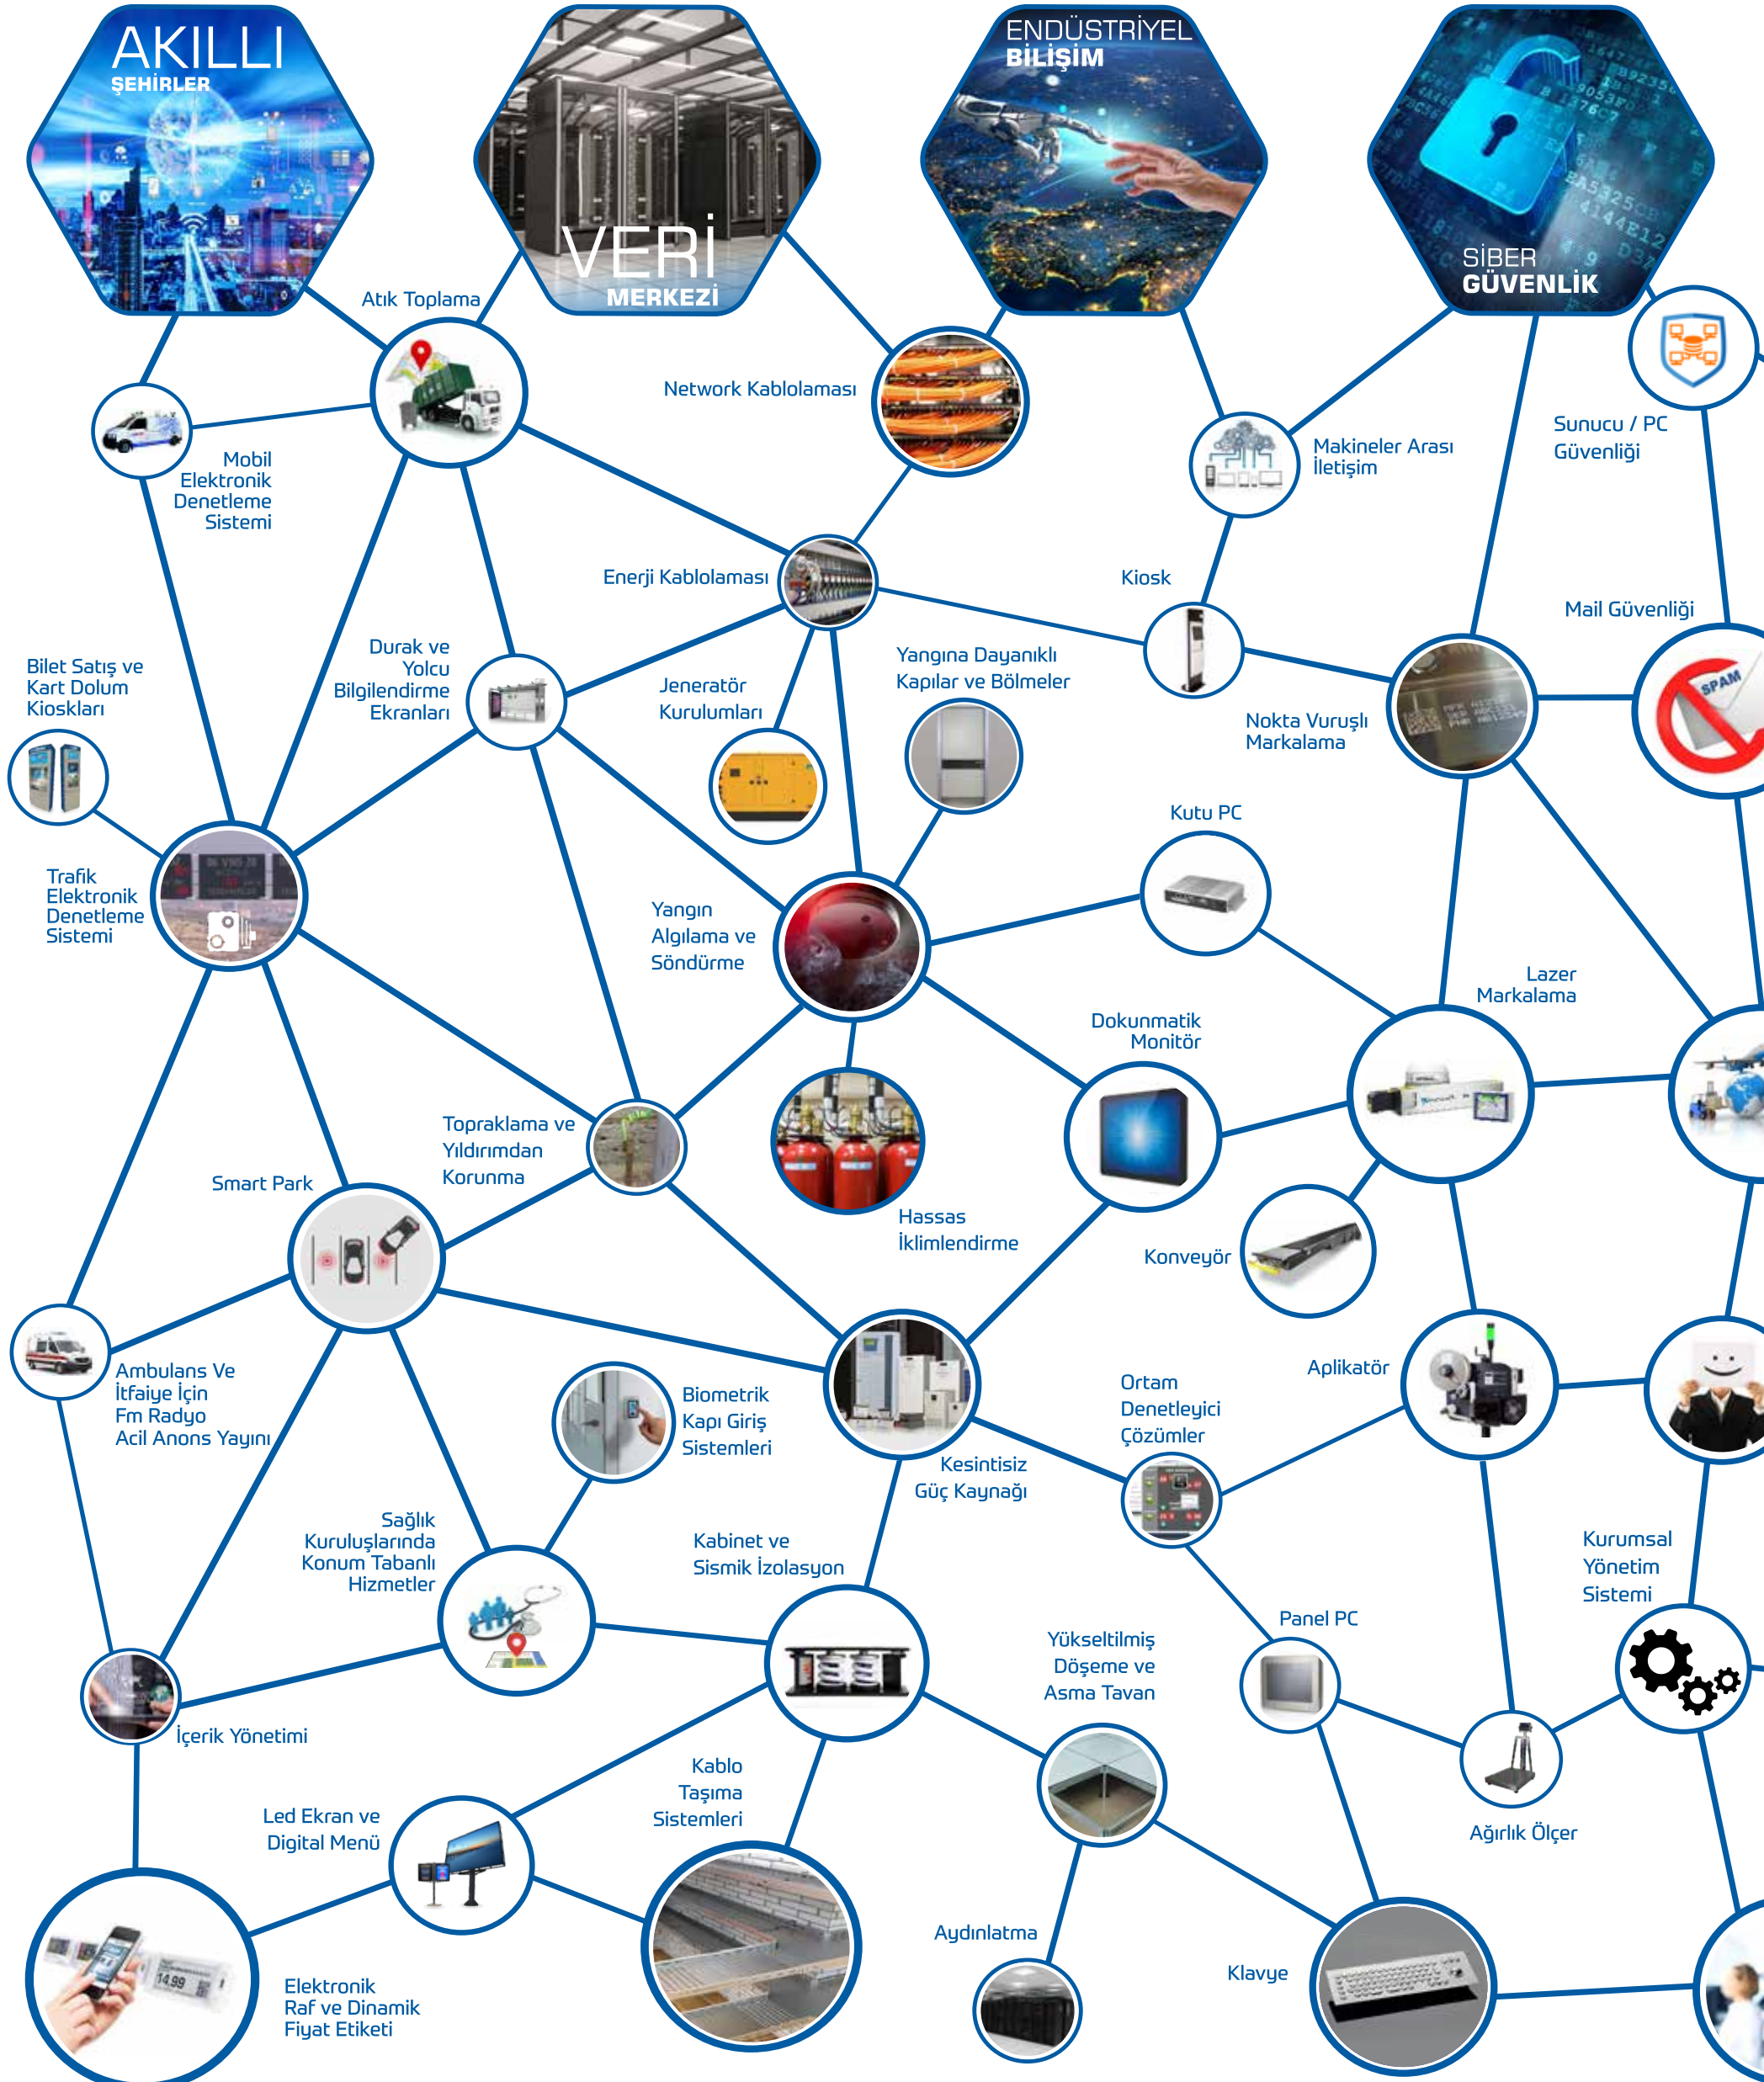 AKILLI
ŞEHİRLER
VERİ
MERKEZİ
ENDÜSTRİYEL
BİLİŞİM
SİBER
GÜVENLİK
Atık Toplama
Network Kablolaması
Makineler Arası
İletişim
Sunucu / PC
Güvenliği
Mobil
Elektronik
Denetleme
Sistemi
Enerji Kablolaması
Kiosk
Mail Güvenliği
SPAM
Bilet Satış ve
Kart Dolum
Kioskları
Durak ve
Yolcu
Bilgilendirme
Ekranları
Jeneratör
Kurulumları
Yangına Dayanıklı
Kapılar ve Bölmeler
Nokta Vuruşlı
Markalama
Kutu PC
Trafik
Elektronik
Denetleme
Sistemi
Yangın
Algılama ve
Söndürme
Lazer
Markalama
Dokunmatik
Monitör
Topraklama ve
Yıldırımdan
Korunma
Smart Park
Hassas
İklimlendirme
Konveyör
Ambulans Ve
İtfaiye İçin
Fm Radyo
Acil Anons Yayını
Biometrik
Kapı Giriş
Sistemleri
Kesintisiz
Güç Kaynağı
Ortam
Denetleyici
Çözümler
Aplikatör
Sağlık
Kuruluşlarında
Konum Tabanlı
Hizmetler
Kabinet ve
Sismik İzolasyon
Kurumsal
Yönetim
Sistemi
Yükseltilmiş
Döşeme ve
Asma Tavan
Panel PC
İçerik Yönetimi
Kablo
Taşıma
Sistemleri
Led Ekran ve
Digital Menü
Ağırlık Ölçer
Aydınlatma
Klavye
14.99
Elektronik
Raf ve Dinamik
Fiyat Etiketi